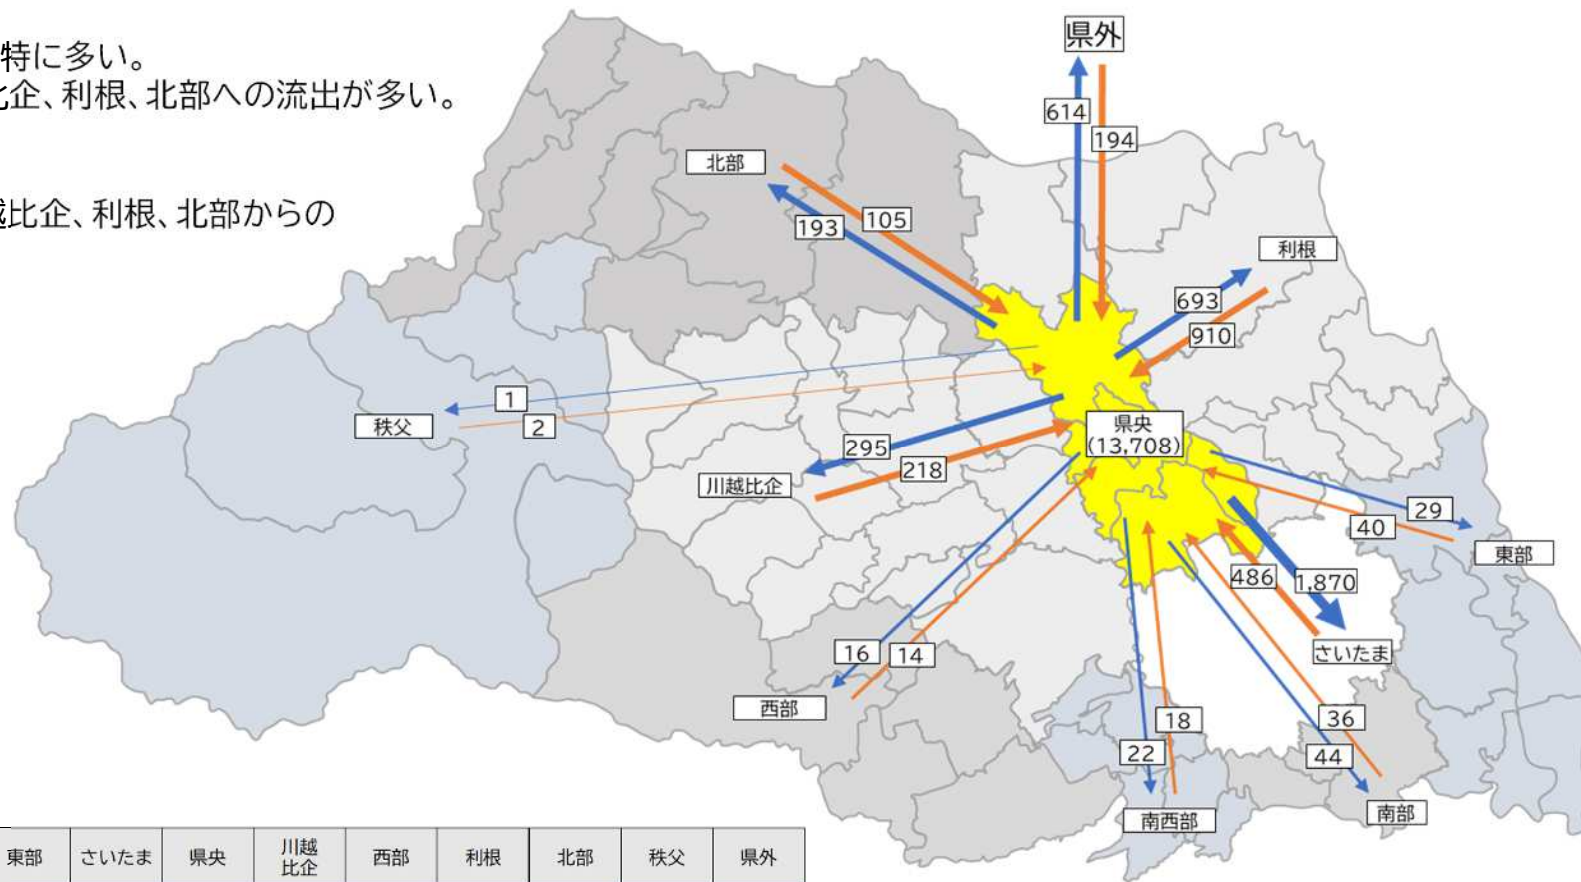 特に多い。
比企、利根、北部への流出が多い。
越比企、利根、北部からの
県外
614
194
北部
105
193
利根
693
910
1
2
秩父
県央
(13,708)
295
218
川越比企
29
40
東部
486
1,870
さいたま
16
14
西部
18
22
南西部
36
44
南部
東部 さいたま 県央 川越比企 西部 利根 北部 秩父 県外